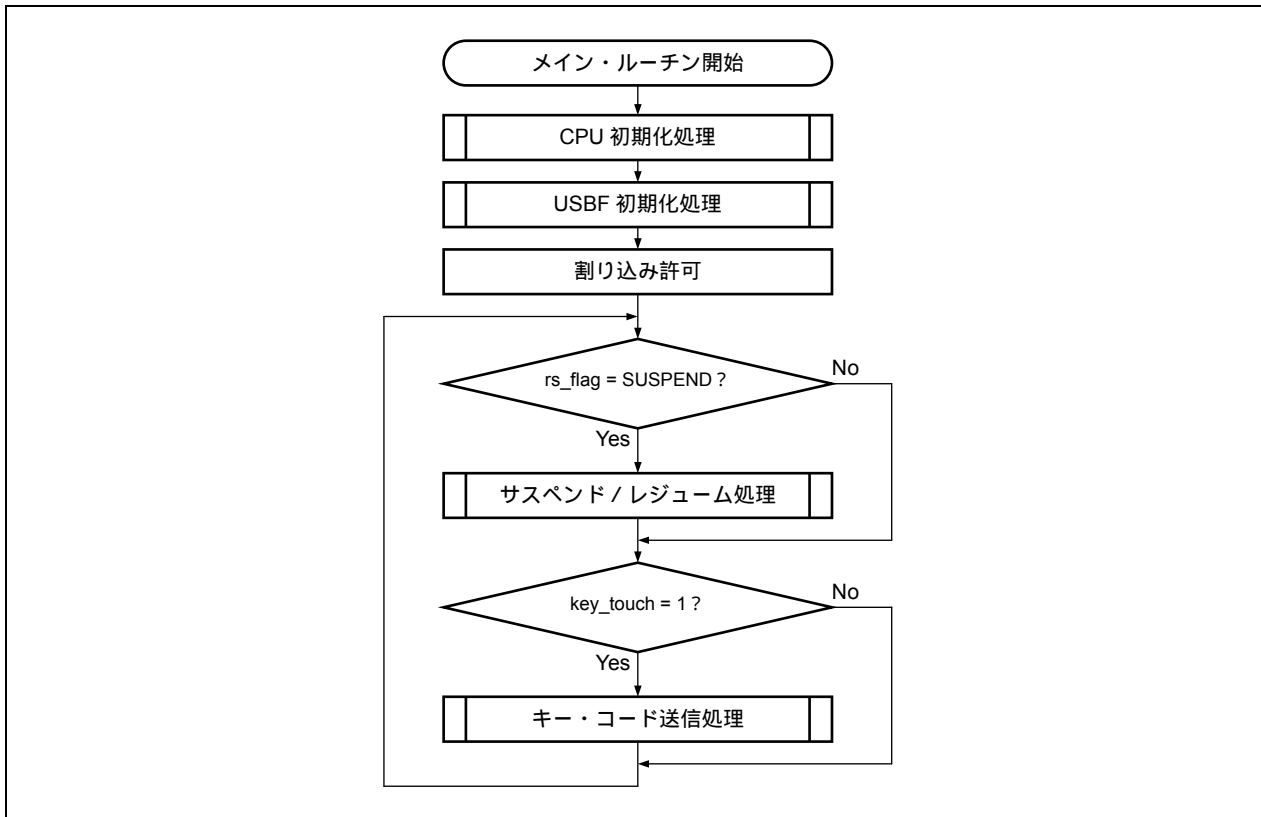 メイン・ルーチン開始
CPU 初期化処理
USBF 初期化処理
割り込み許可
rs_flag = SUSPEND ?
No
Yes
サスペンド / レジューム処理
key_touch = 1 ?
No
Yes
キー・コード送信処理